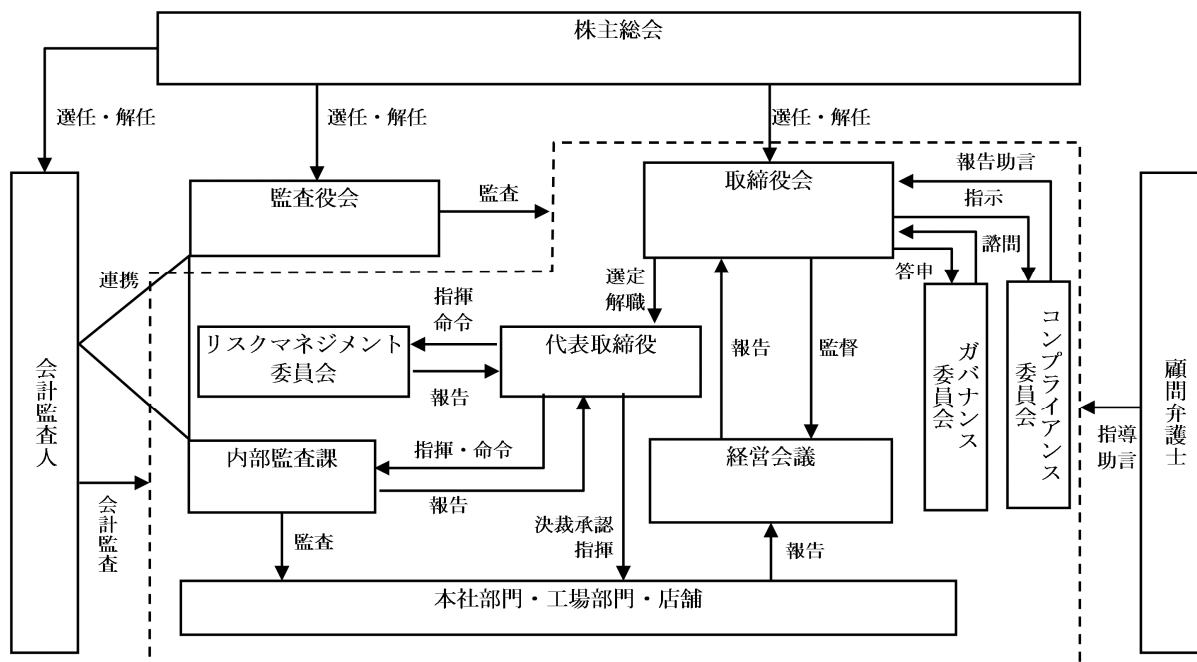 株主総会
選任・解任
選任・解任
選任・解任
報告助言
取締役会
監査役会
監査
指示
諮問
答申
連携
選定
解職
指揮
命令
リスクマネジメント
委員会
代表取締役
報告
監督
報告
ガバナンス
委員会
コンプライアンス
委員会
会計監査人
顧問弁護士
指導
助言
内部監査課
指揮・命令
報告
経営会議
会計監査
監査
決裁承認
指揮
報告
本社部門・工場部門・店舗